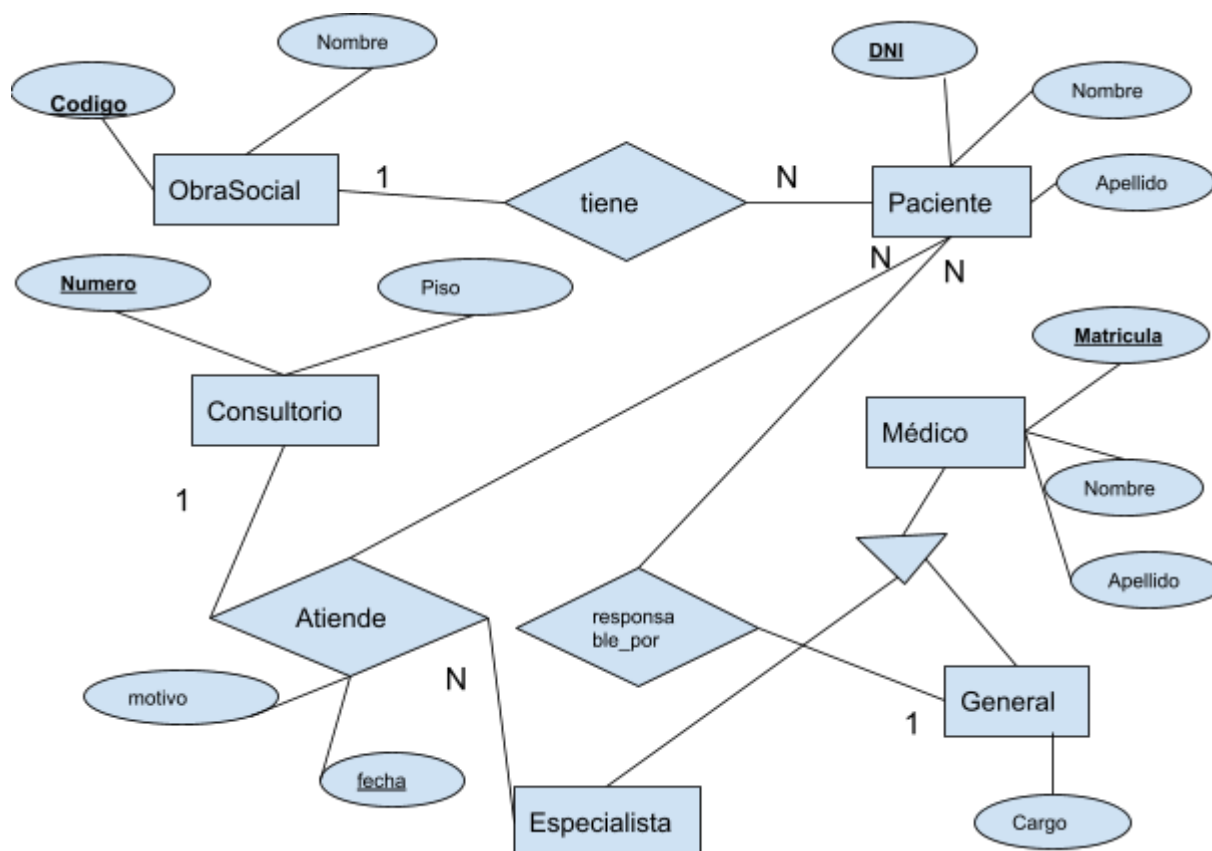 Nombre
DNI
Codigo
Nombre
ObraSocial
1
tiene
N
Paciente
Apellido
N
N
Numero
Piso
Matricula
Consultorio
Médico
1
Nombre
Apellido
Atiende
responsa
ble_por
N
motivo
General
1
fecha
Especialista
Cargo